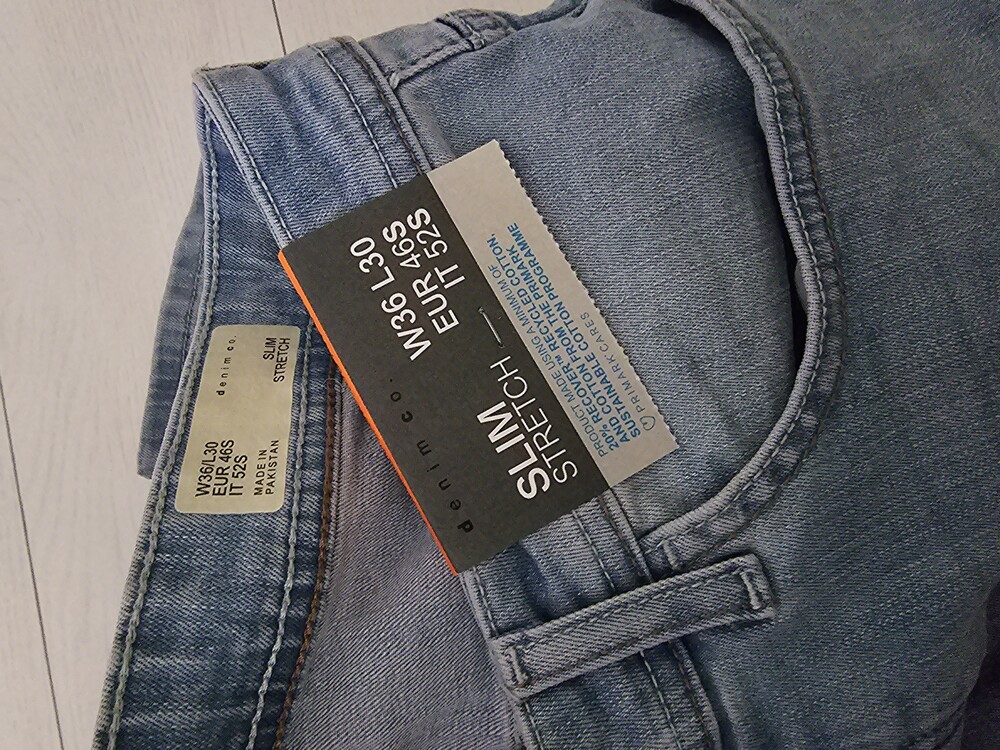 denim co.
SLIM
STRETCH
W36/L30
EUR 46S
IT 52S
MADE IN
PAKISTAN
denim co.
W36 L30
EUR 46S
IT 52S
SLIM
STRETCH
PRODUCT MADE USING A MINIMUM OF
20% RECOVER™ RECYCLED COTTON,
AND COTTON FROM THE PRIMARK
SUSTAINABLE COTTON PROGRAMME
PRIMARK CARES